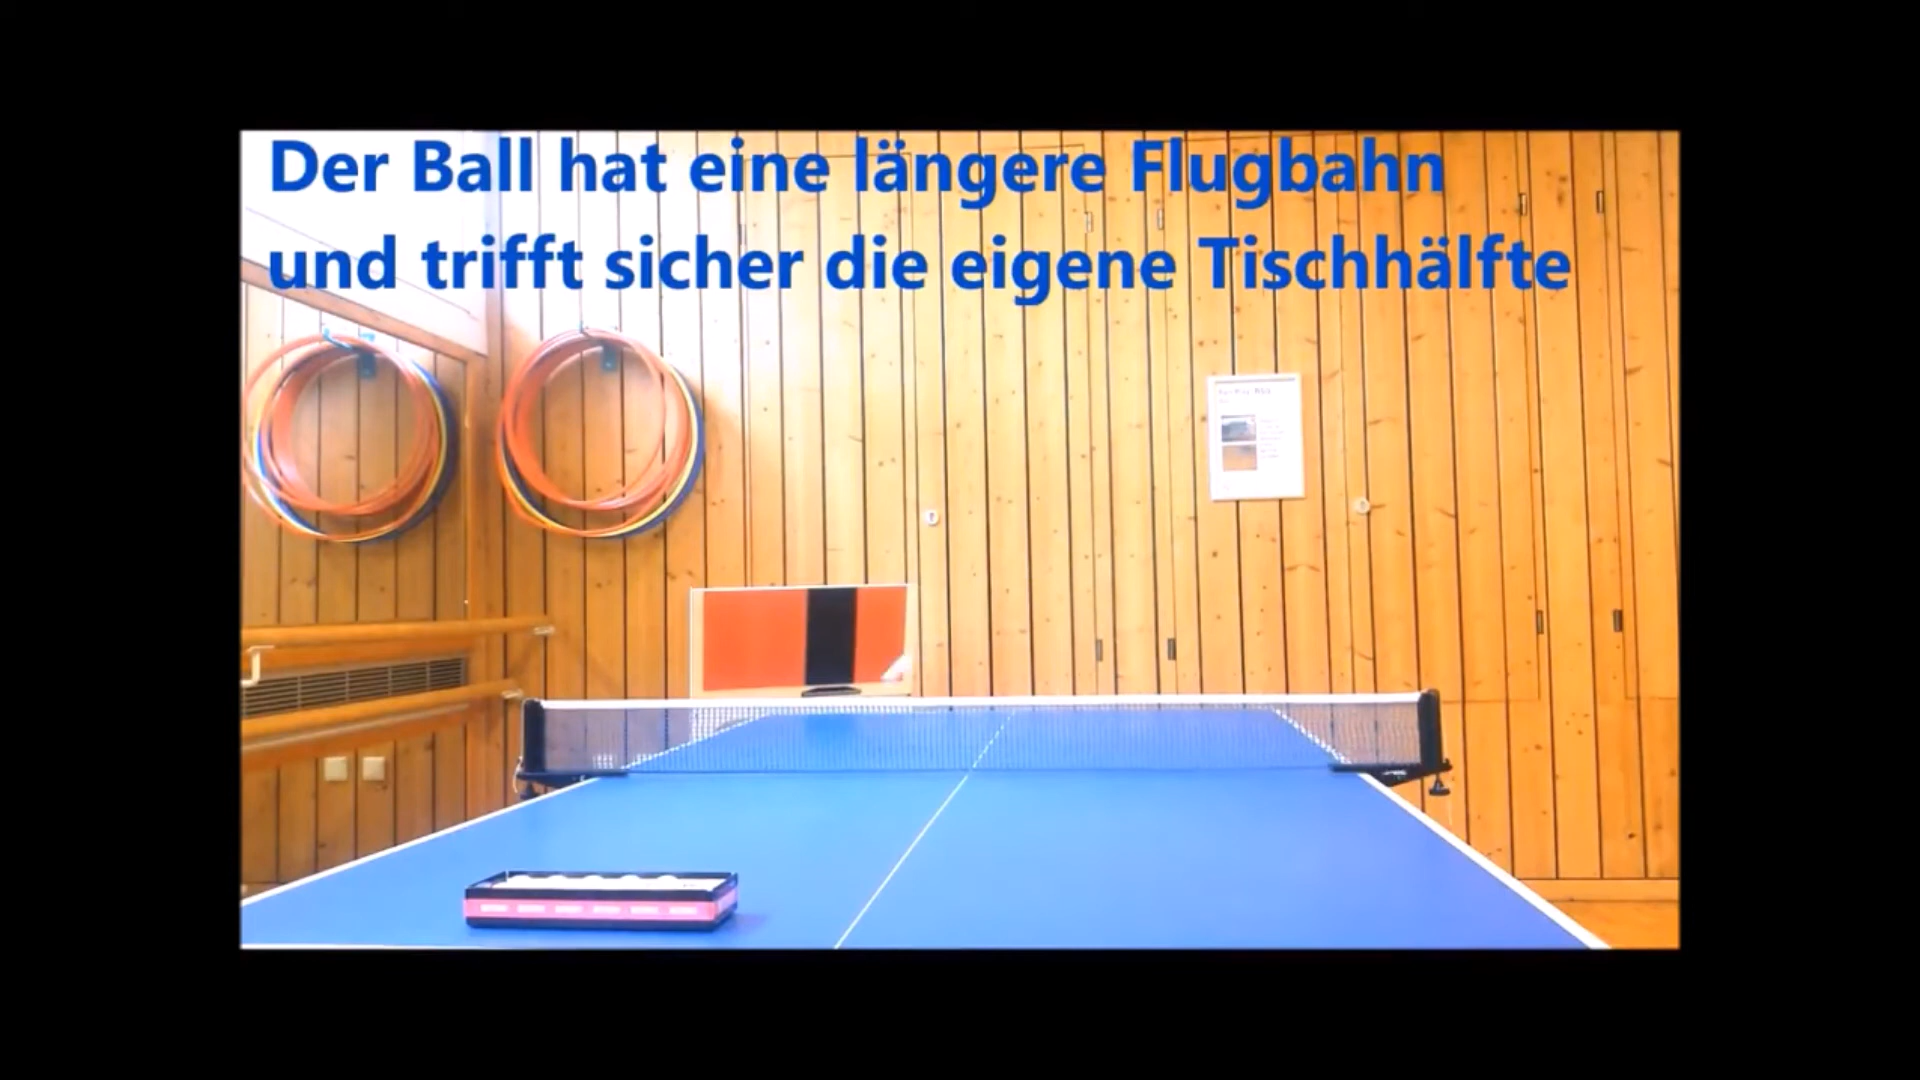 Der Ball hat eine längere Flugbahn
und trifft sicher die eigene Tischhälfte